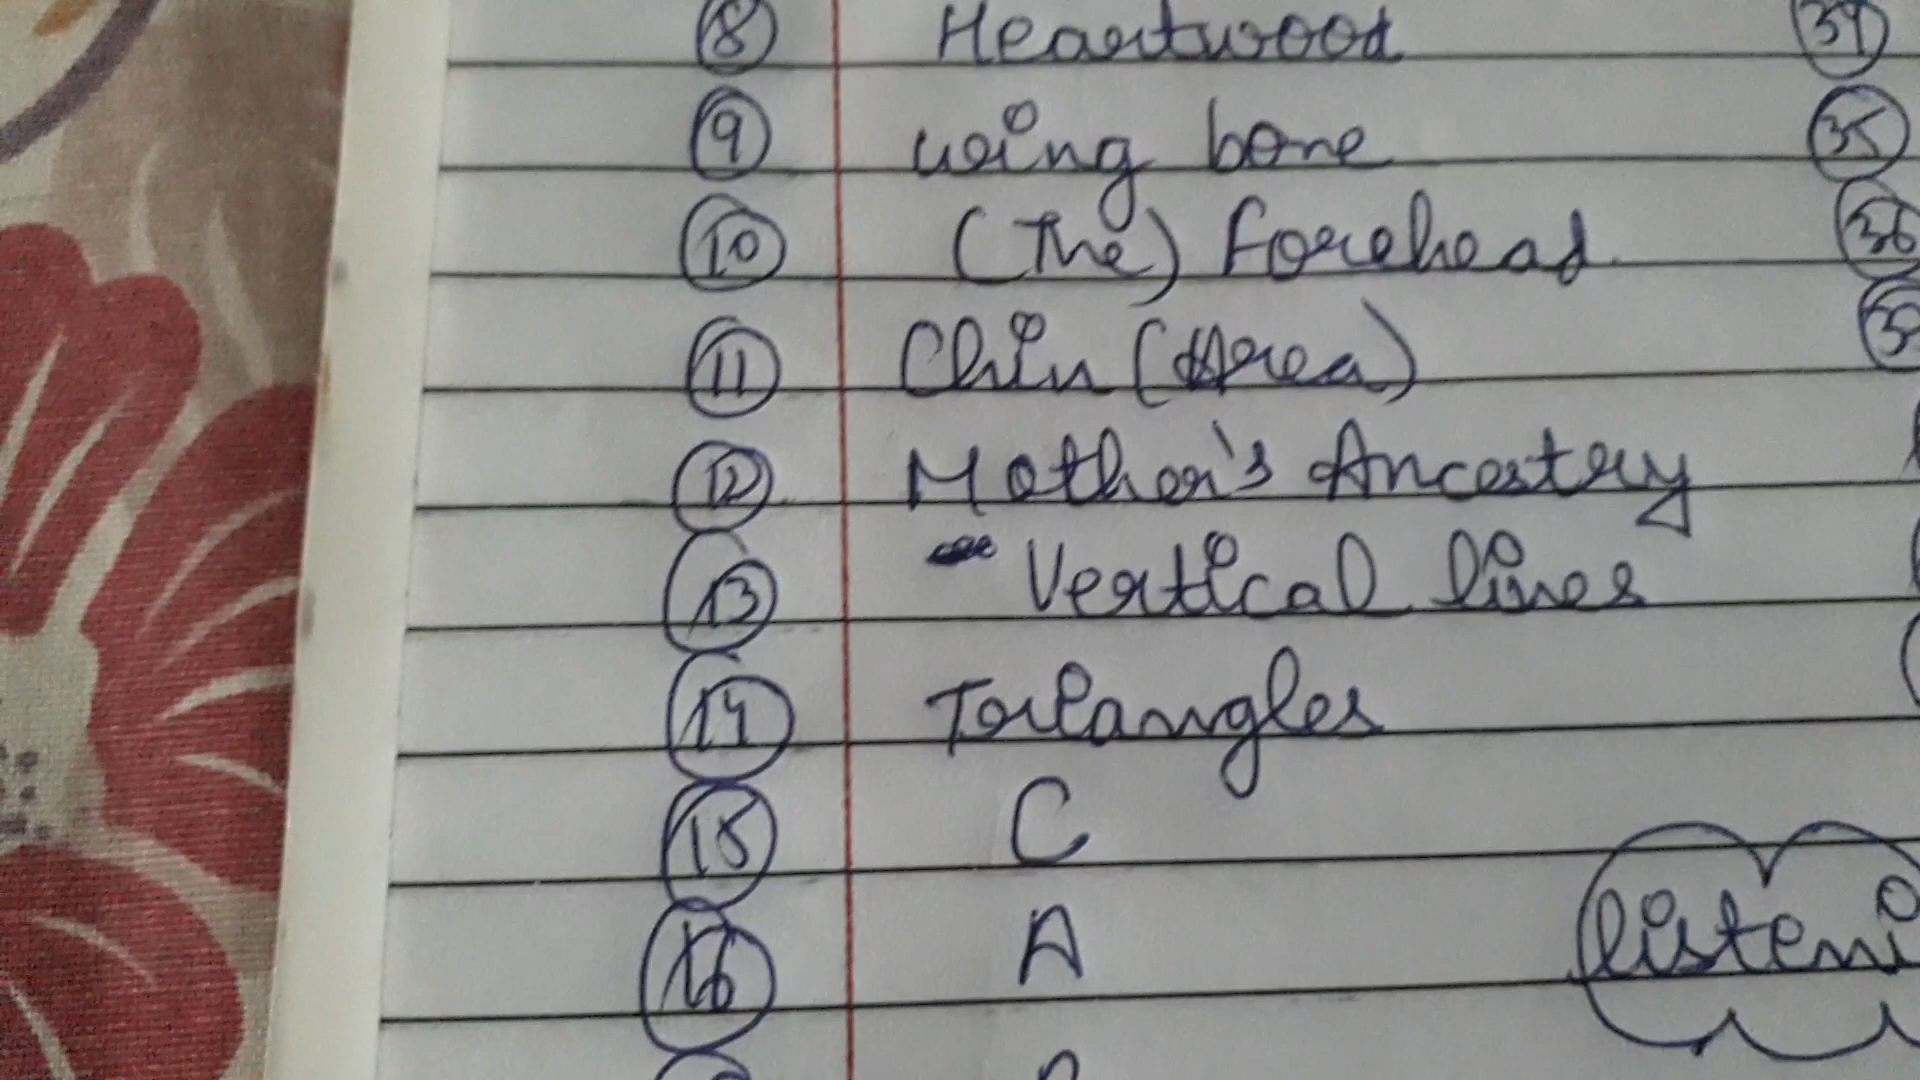 8 Heartwood 34
9 using bone 35
10 (The) Forehead 36
11 Chin (Area)
12 Mother's Ancestry
13 Vertical lines
14 Triangles
15 C
16 A
listeni